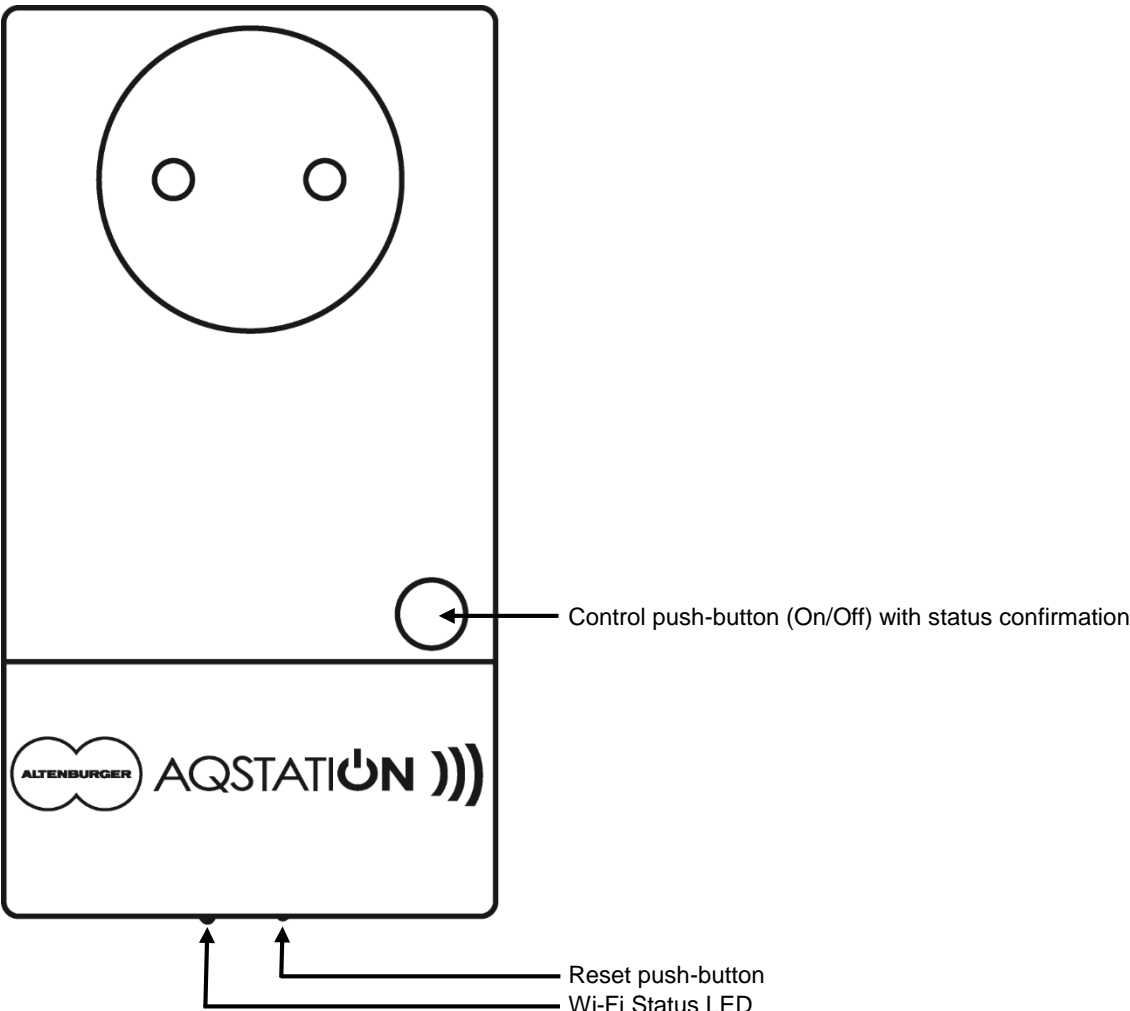 Control push-button (On/Off) with status confirmation
ALTENBURGER AQSTATION
Reset push-button
Wi-Fi Status LED